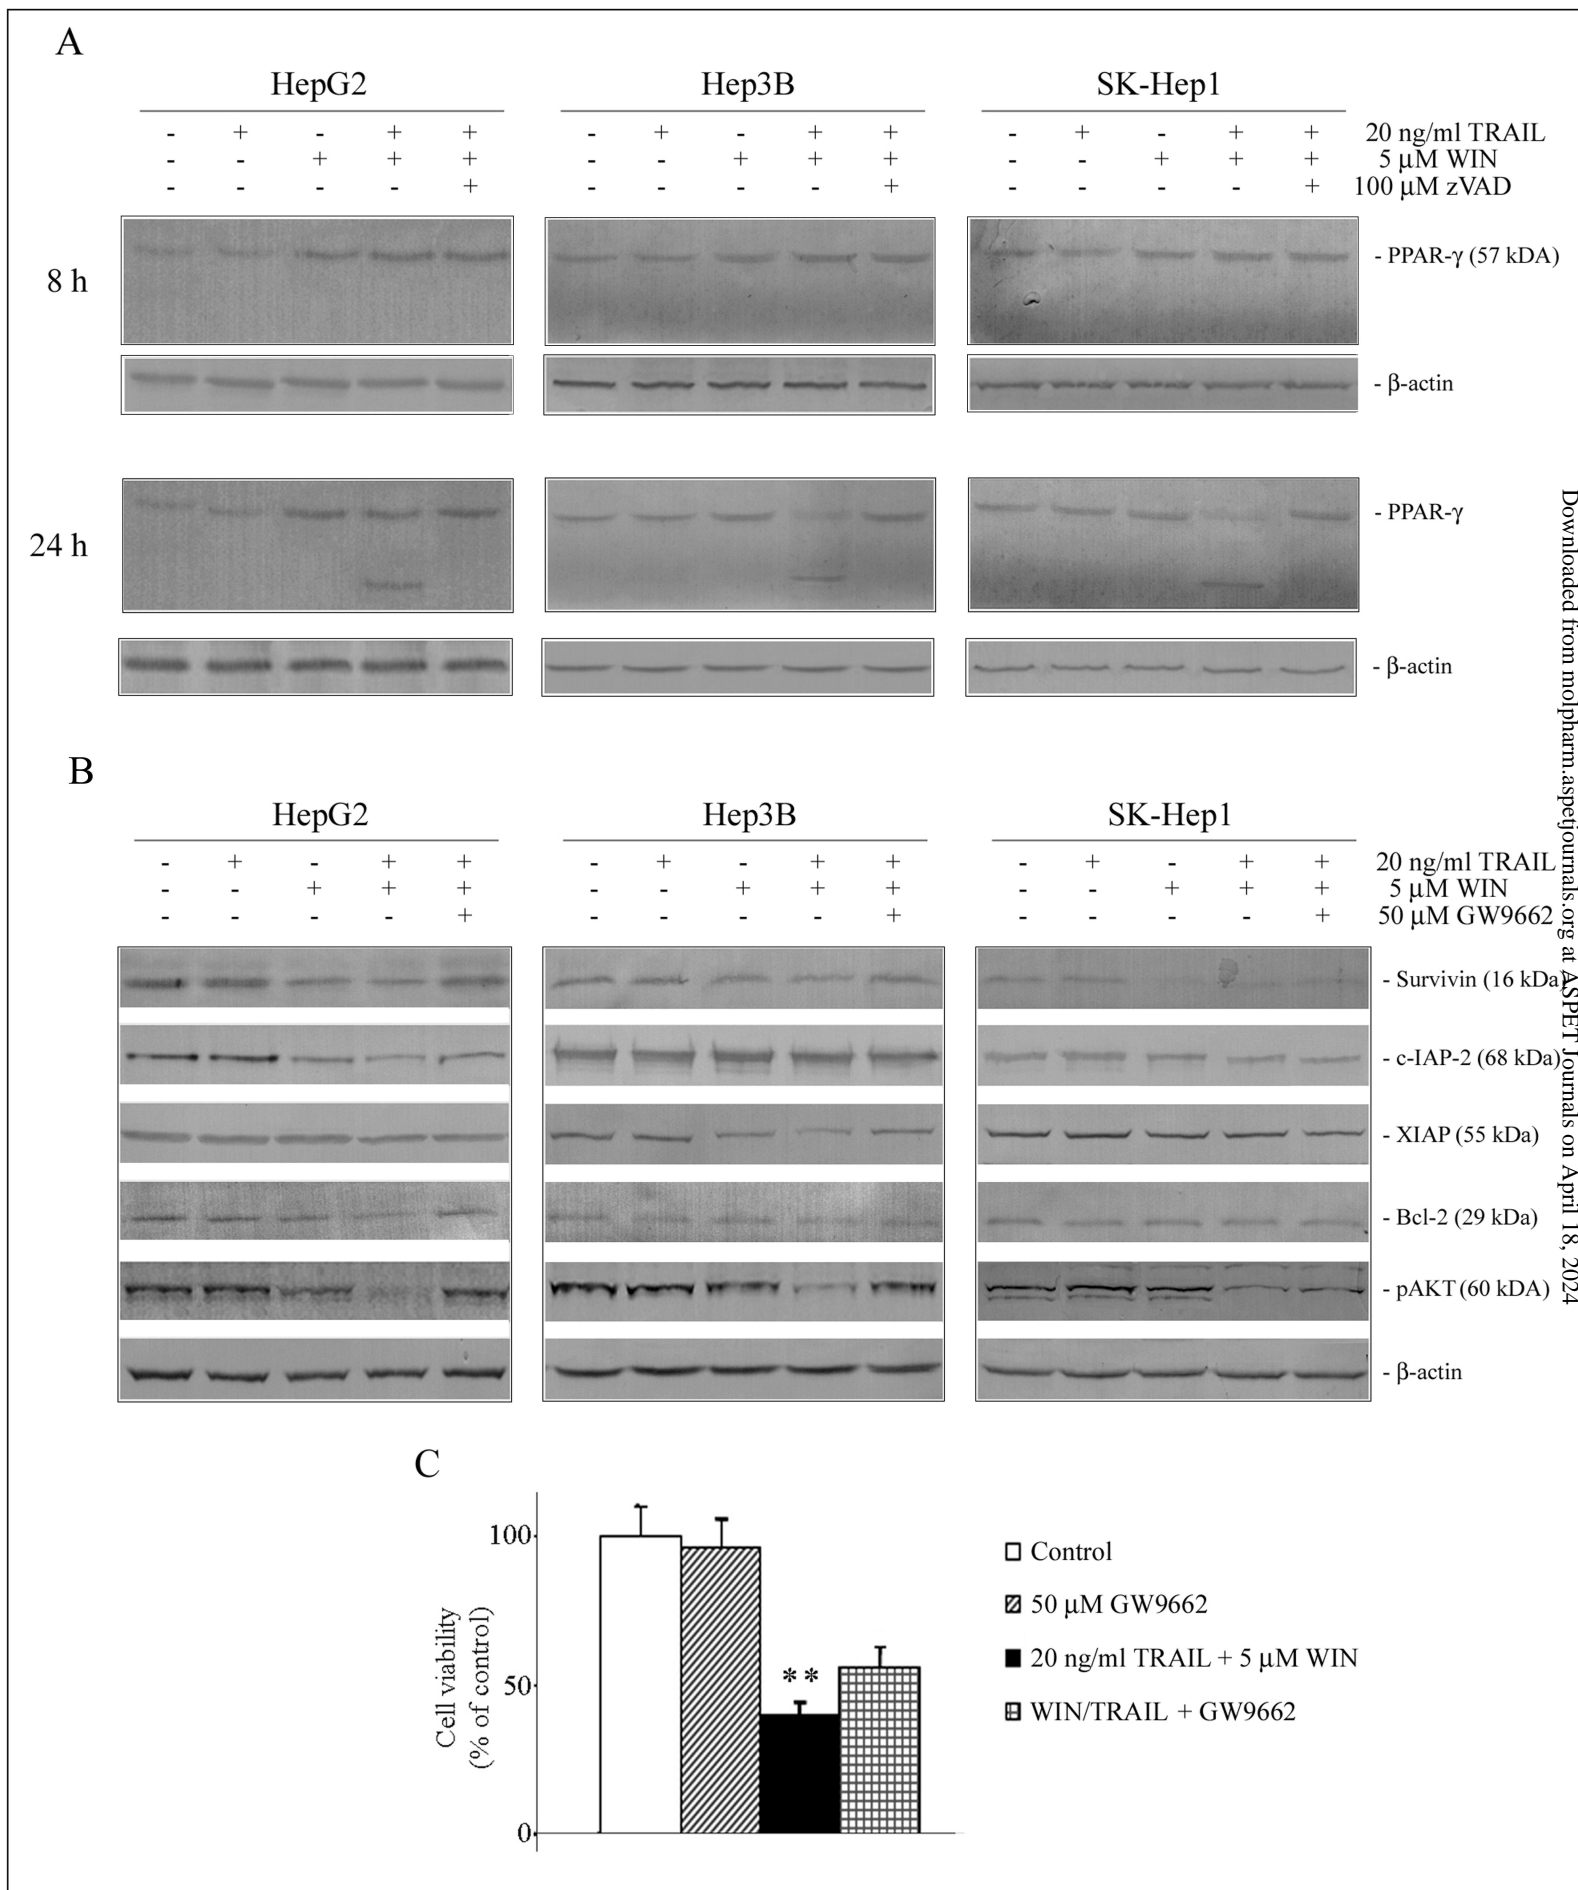 A
HepG2 Hep3B SK-Hep1
- + - + + - + - + + - + - + + 20 ng/ml TRAIL
- - + + + - - + + + - - + + + 5 μM WIN
- - - - + - - - - + - - - - + 100 μM zVAD
8 h
- PPAR-γ (57 kDA)
- β-actin
24 h
- PPAR-γ
- β-actin
B
HepG2 Hep3B SK-Hep1
- + - + + - + - + + - + - + + 20 ng/ml TRAIL
- - + + + - - + + + - - + + + 5 μM WIN
- - - - + - - - - + - - - - + 50 μM GW9662
- Survivin (16 kDa)
- c-IAP-2 (68 kDa)
- XIAP (55 kDa)
- Bcl-2 (29 kDa)
- pAKT (60 kDA)
- β-actin
C
Cell viability
(% of control)
100
50
0
**
Control
50 μM GW9662
20 ng/ml TRAIL + 5 μM WIN
WIN/TRAIL + GW9662
Downloaded from molpharm.aspetjournals.org at ASPET Journals on April 18, 2024